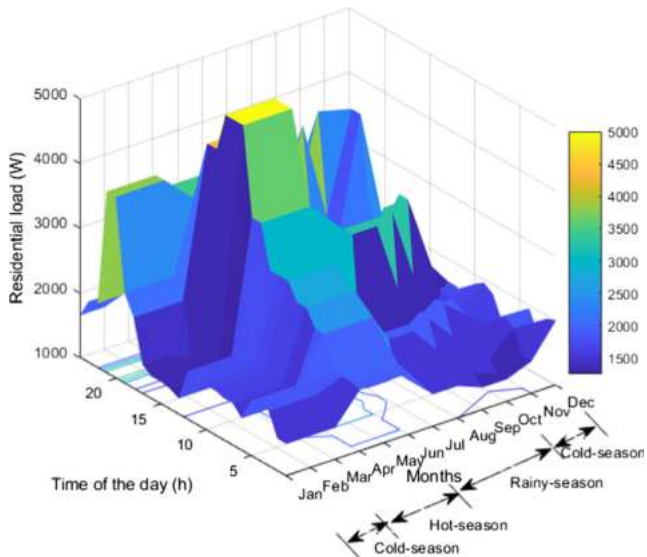 5000
4000
3000
2000
1000
Residential load (W)
20
15
10
5
Time of the day (h)
Jan
Feb
Mar
Apr
May
Jun
Jul
Aug
Sep
Oct
Nov
Dec
Months
Cold-season
Hot-season
Rainy-season
Cold-season
5000
4500
4000
3500
3000
2500
2000
1500